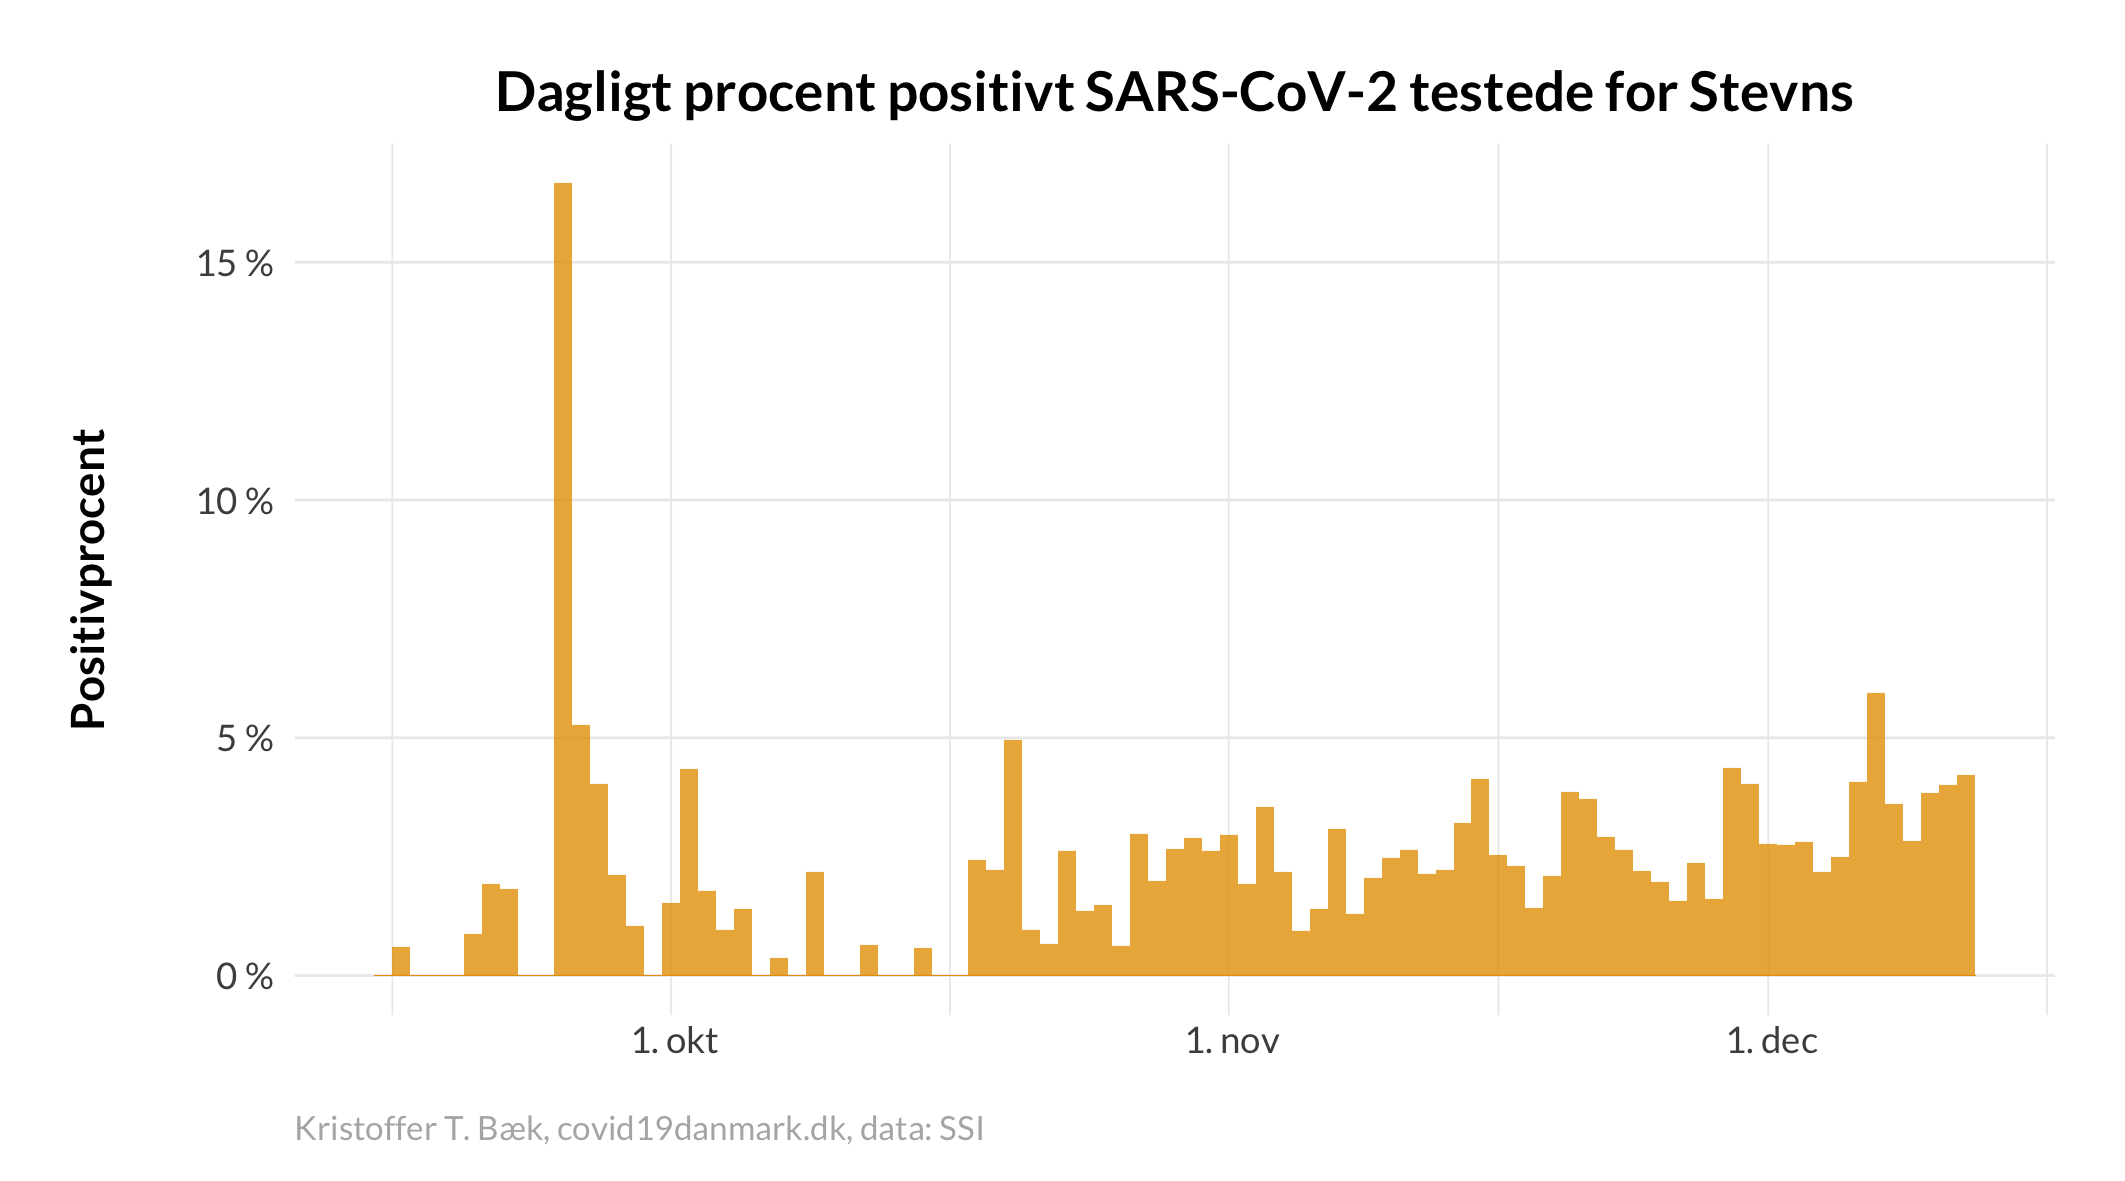 Dagligt procent positivt SARS-CoV-2 testede for Stevns
Positivprocent
15 %
10 %
5 %
0 %
1. okt
1. nov
1. dec
Kristoffer T. Bæk, covid19danmark.dk, data: SSI